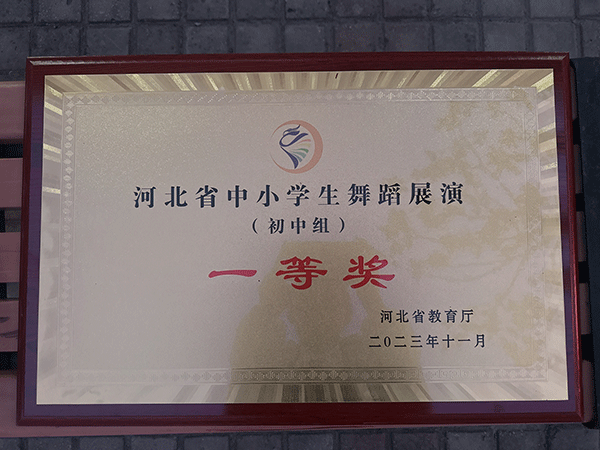 河北省中小学生舞蹈展演
（初中组）
一等奖
河北省教育厅
二〇二三年十一月